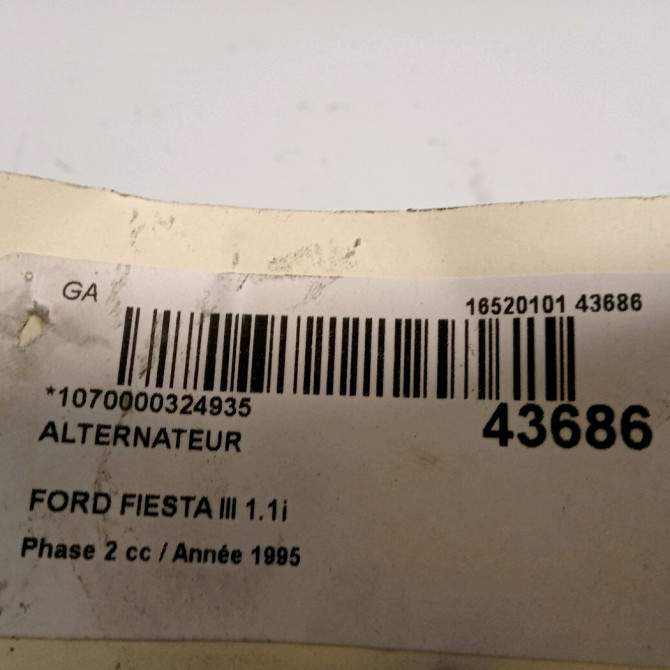 GA
16520101 43686
*1070000324935
43686
ALTERNATEUR
FORD FIESTA III 1.1i
Phase 2 cc / Année 1995